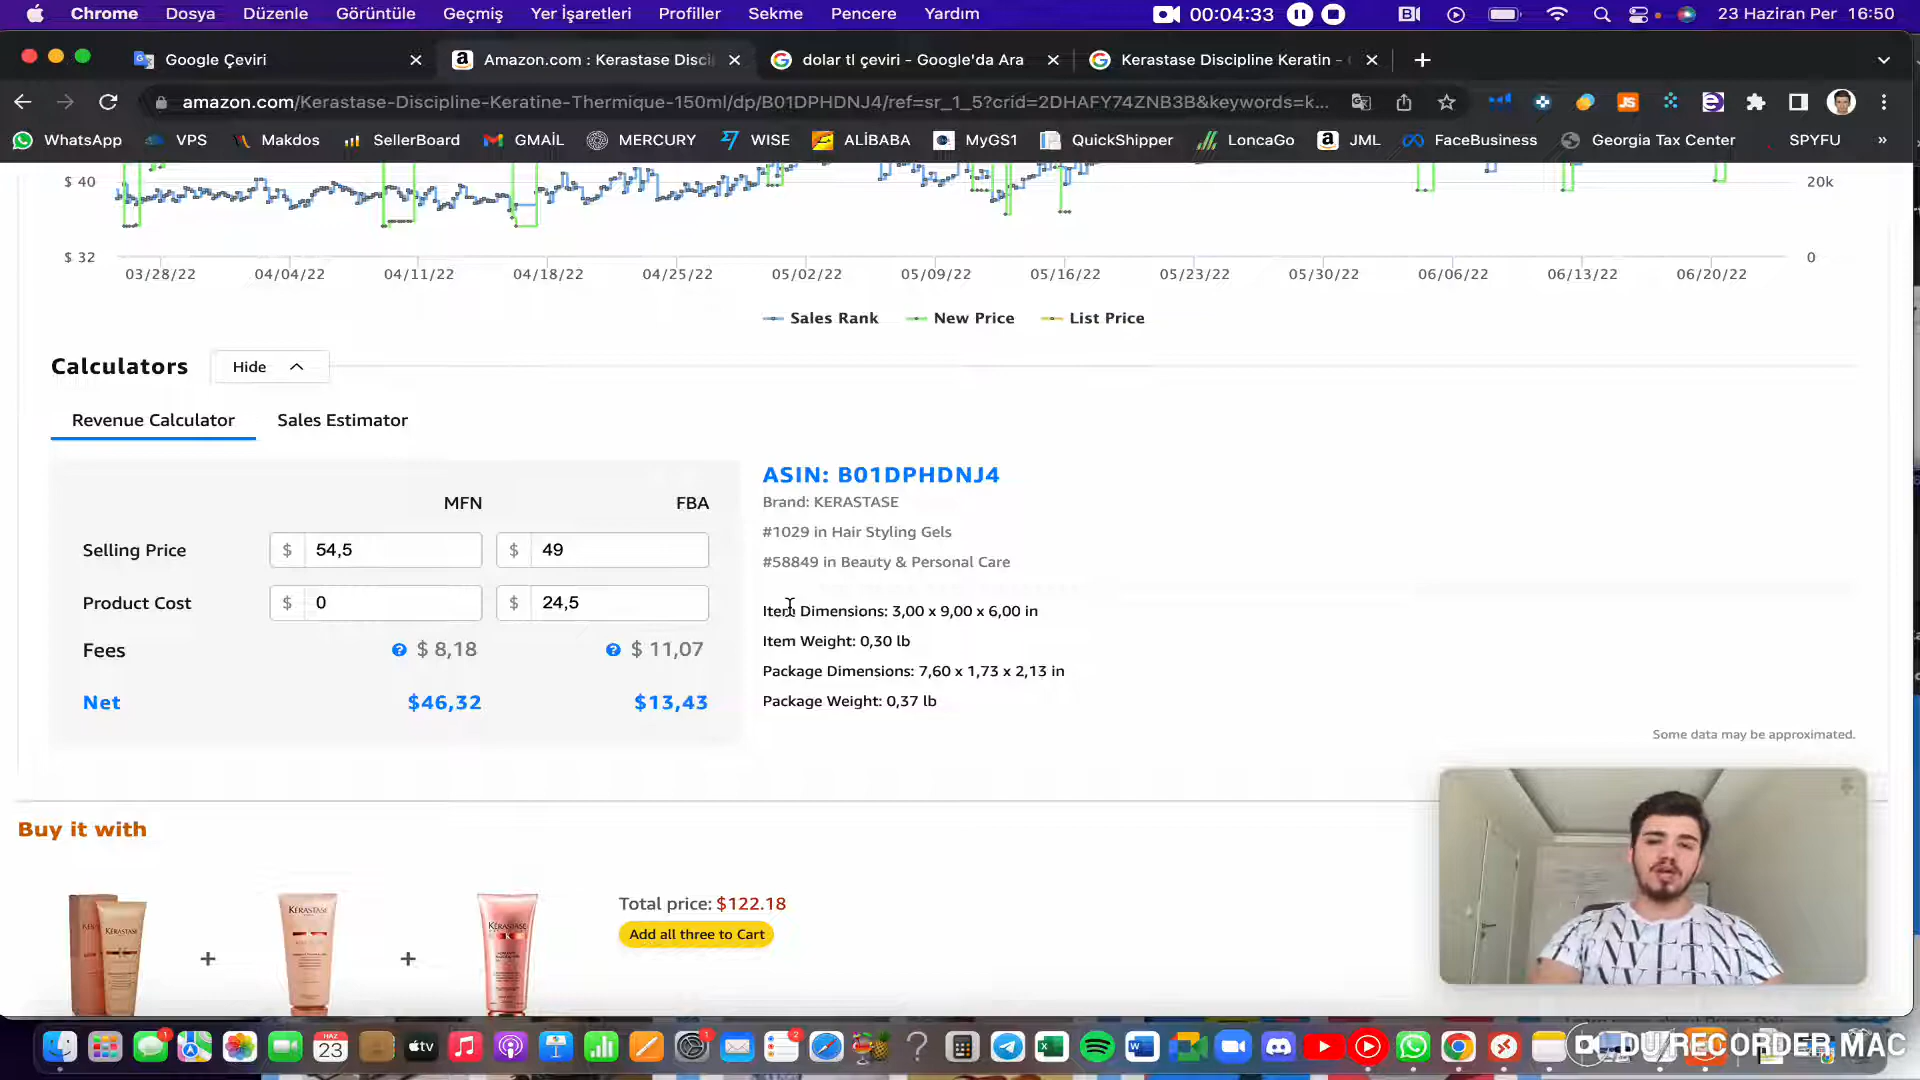 Chrome Dosya Düzenle Görüntüle Geçmiş Yer İşaretleri Profiller Sekme Pencere Yardım 00:04:33 23 Haziran Per 16:50
Google Çeviri Amazon.com : Kerastase Disci dolar tl çeviri - Google'da Ara Kerastase Discipline Keratin -
amazon.com/Kerastase-Discipline-Keratine-Thermique-150ml/dp/B01DPHDNJ4/ref=sr_1_5?crid=2DHAFY74ZNB3B&keywords=k...
WhatsApp VPS Makdos SellerBoard GMAİL MERCURY WISE ALİBABA MyGS1 QuickShipper LoncaGo JML FaceBusiness Georgia Tax Center SPYFU »
$ 40 20k
$ 32 0
03/28/22 04/04/22 04/11/22 04/18/22 04/25/22 05/02/22 05/09/22 05/16/22 05/23/22 05/30/22 06/06/22 06/13/22 06/20/22
Sales Rank New Price List Price
Calculators Hide
Revenue Calculator Sales Estimator
MFN FBA
Selling Price $ 54,5 $ 49
Product Cost $ 0 $ 24,5
Fees ? $ 8,18 ? $ 11,07
Net $46,32 $13,43
ASIN: B01DPHDNJ4
Brand: KERASTASE
#1029 in Hair Styling Gels
#58849 in Beauty & Personal Care
Item Dimensions: 3,00 x 9,00 x 6,00 in
Item Weight: 0,30 lb
Package Dimensions: 7,60 x 1,73 x 2,13 in
Package Weight: 0,37 lb
Some data may be approximated.
Buy it with
KERASTASE
KERASTASE
+ +
Total price: $122.18
Add all three to Cart
HAZ
23
tv
DU RECORDER MAC